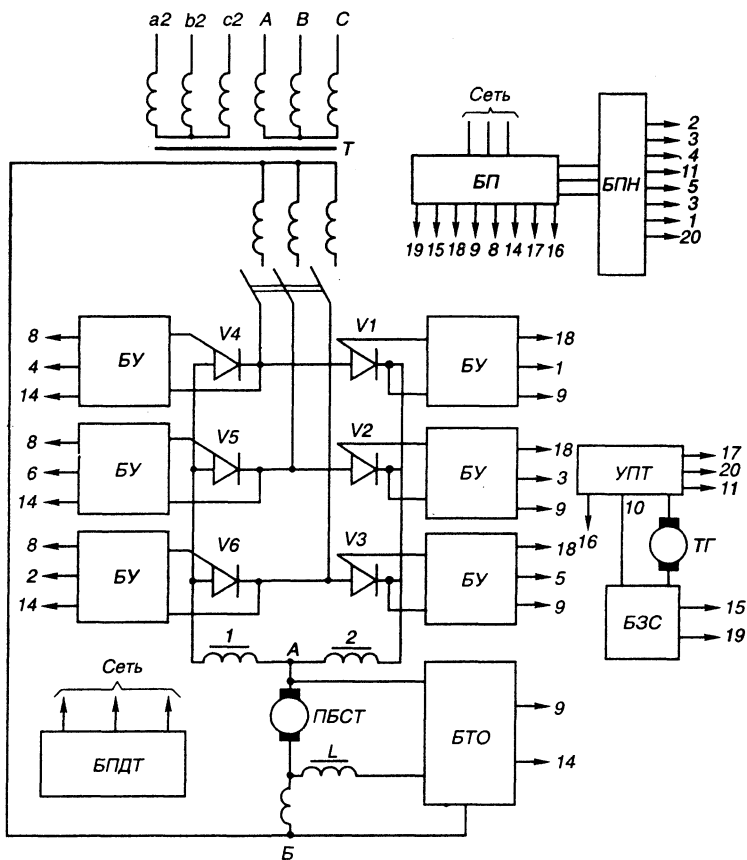 a2 b2 c2 A B C
T
Сеть
БП
БПН
2
3
4
11
5
3
1
20
19 15 18 9 8 14 17 16
V4 V1
8
4
14
БУ
БУ
18
1
9
V5 V2
8
6
14
БУ
БУ
18
3
9
V6 V3
8
2
14
БУ
БУ
18
5
9
УПТ
17
20
11
10
16
ТГ
БЗС
15
19
1 A 2
Сеть
БПДТ
ПБСТ
L
БТО
9
14
Б